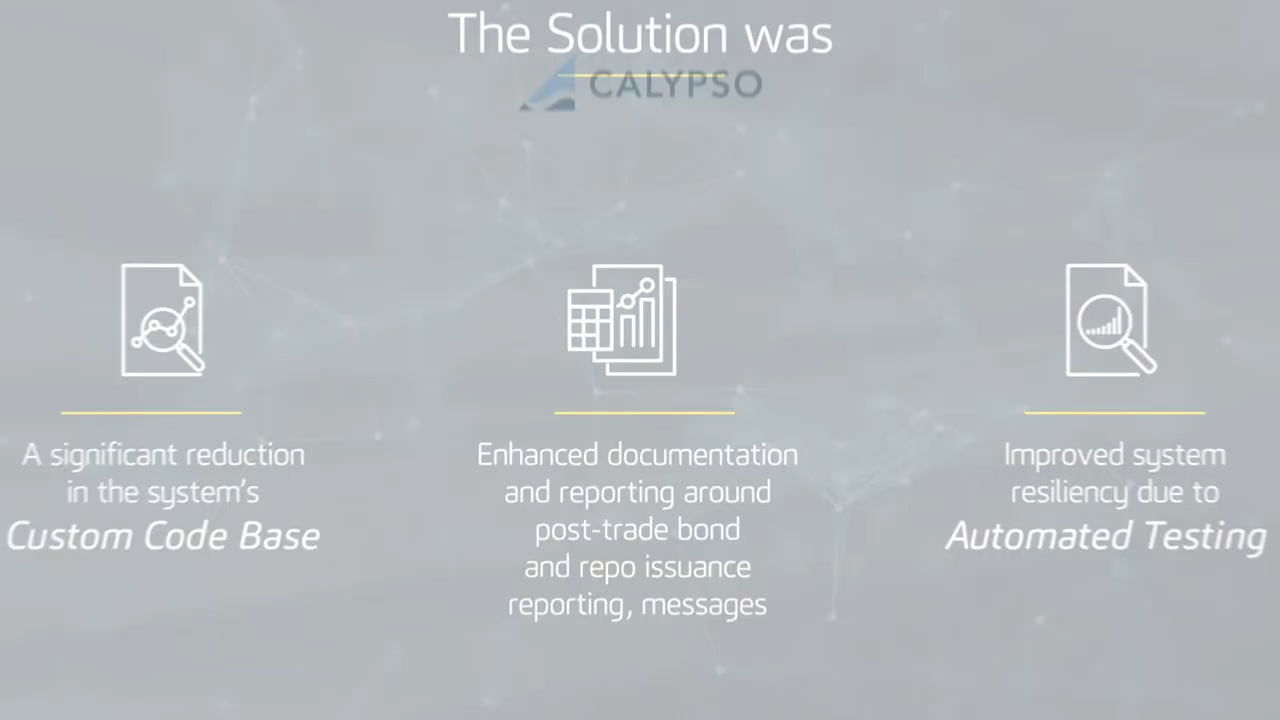 The Solution was
CALYPSO
A significant reduction
in the system's
Custom Code Base
Enhanced documentation
and reporting around
post-trade bond
and repo issuance
reporting, messages
Improved system
resiliency due to
Automated Testing